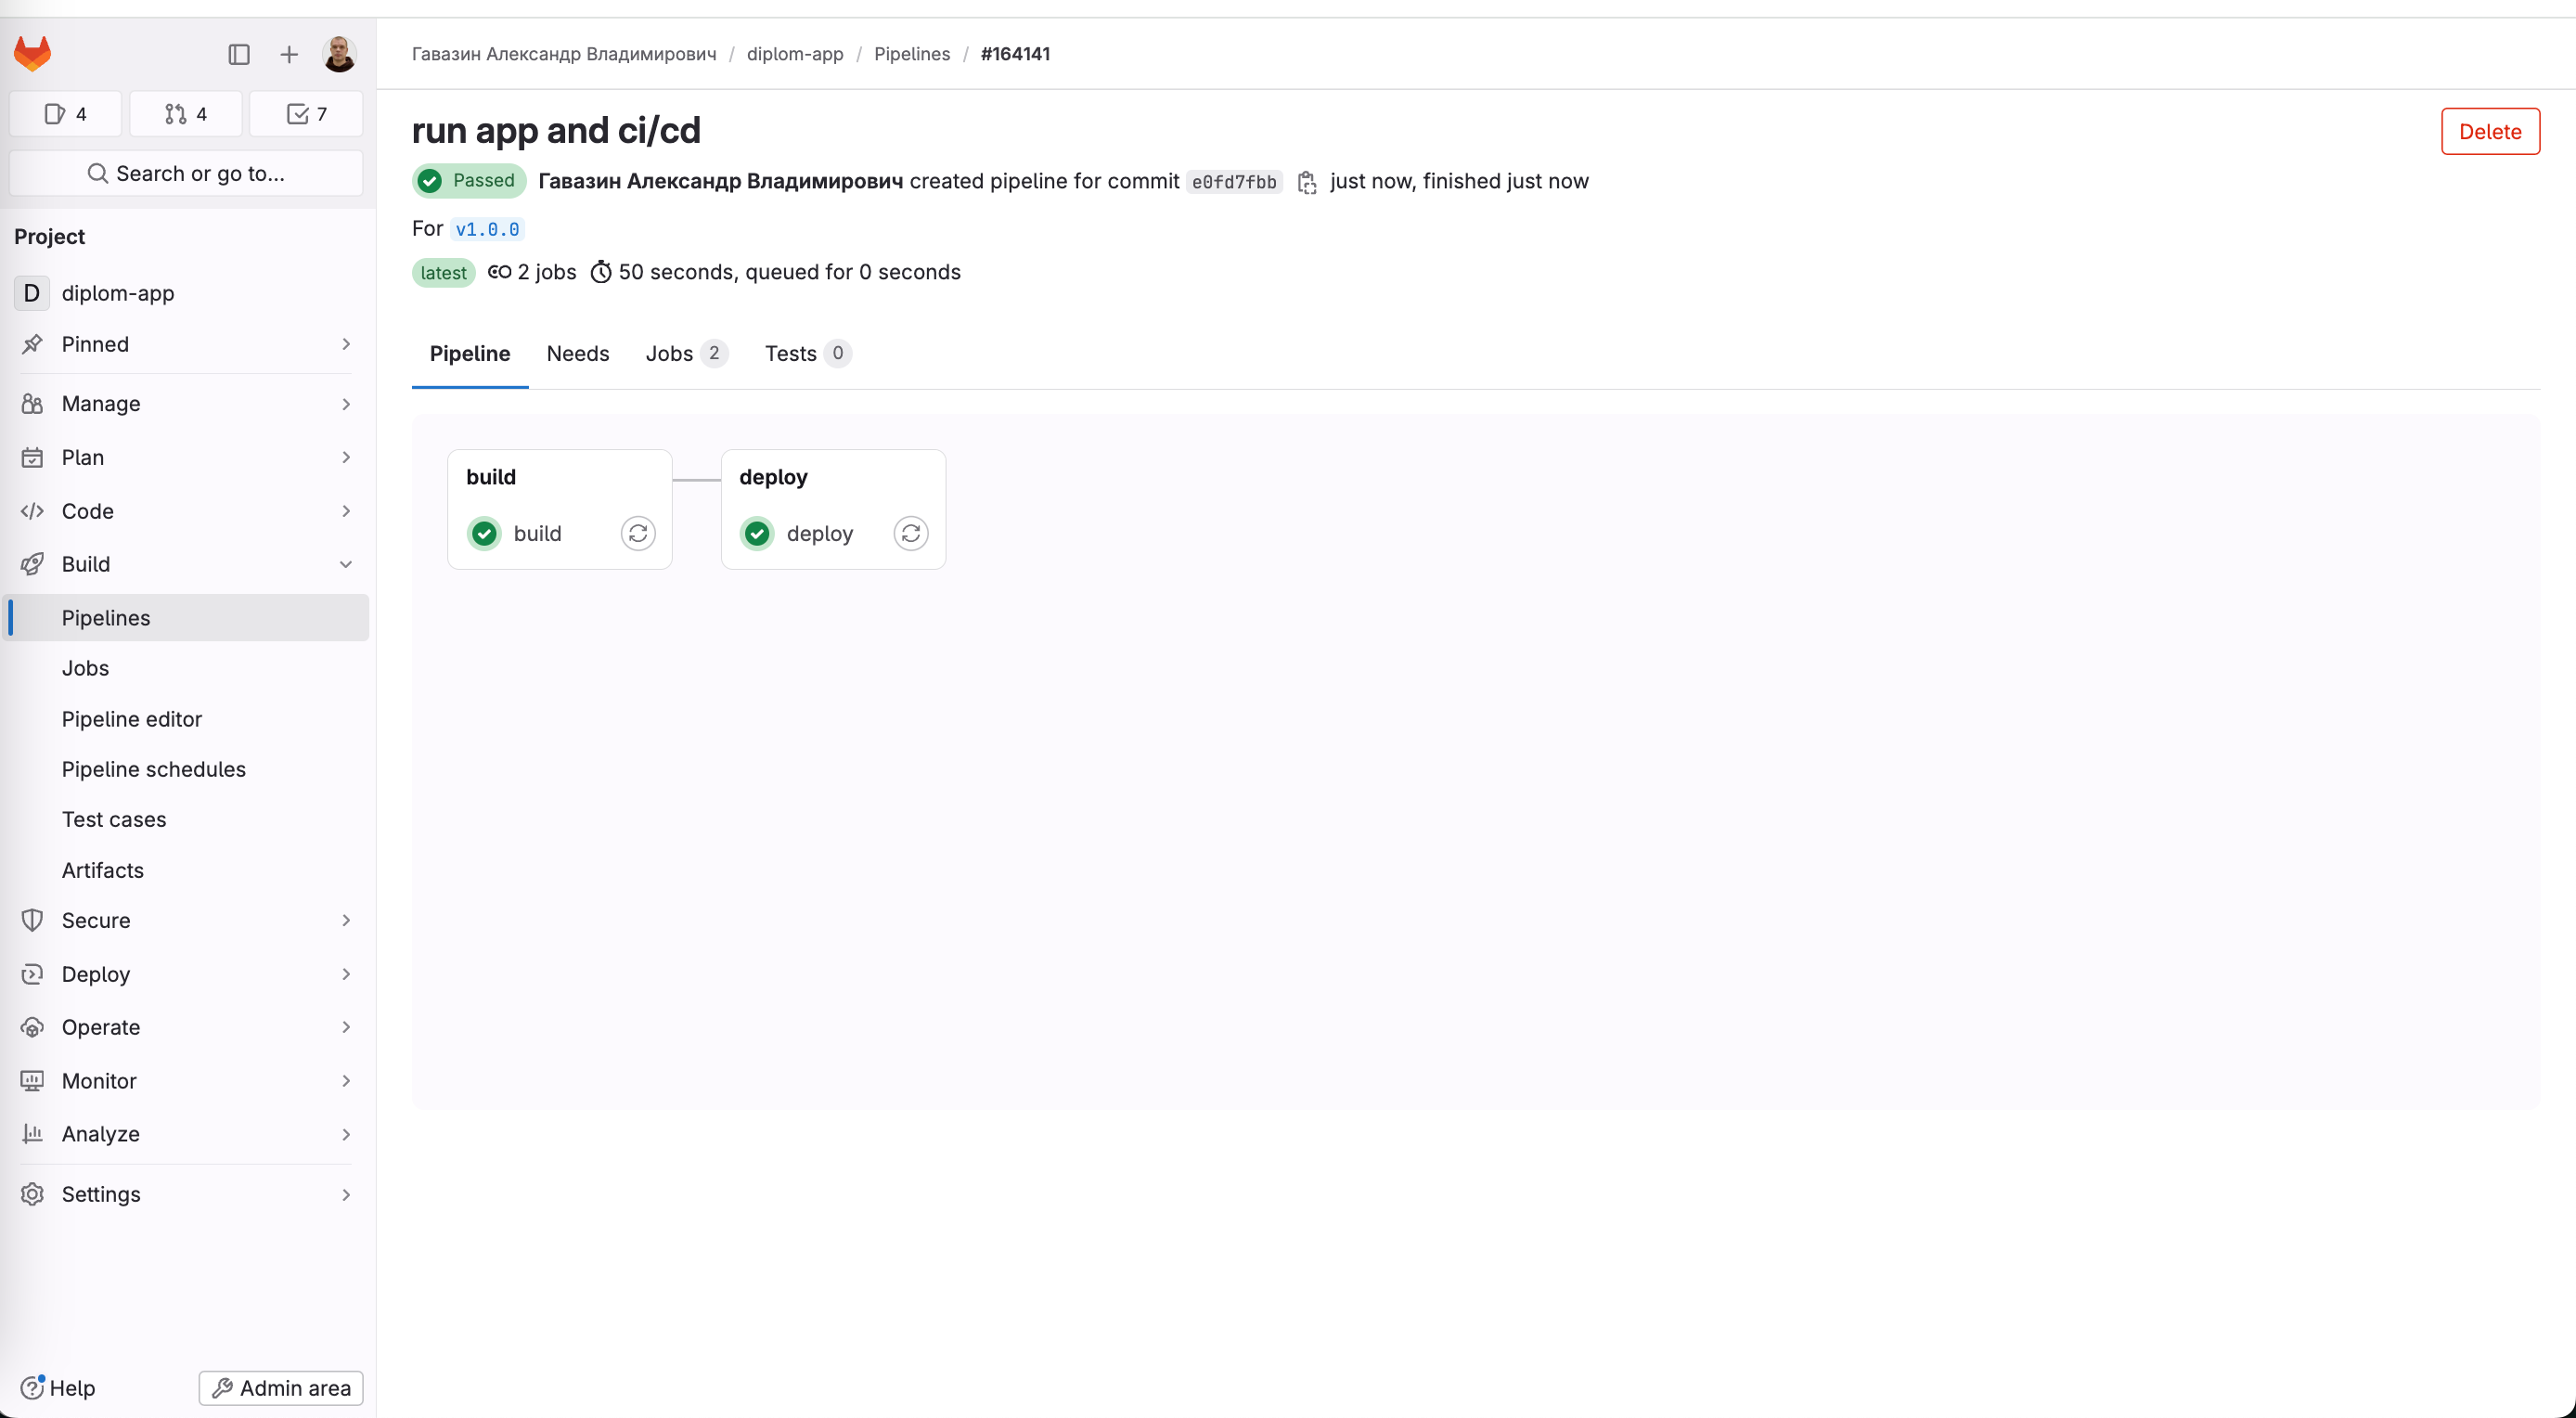 Гавазин Александр Владимирович / diplom-app / Pipelines / #164141
4 4 7
Search or go to...
Project
D diplom-app
Pinned
Manage
Plan
Code
Build
Pipelines
Jobs
Pipeline editor
Pipeline schedules
Test cases
Artifacts
Secure
Deploy
Operate
Monitor
Analyze
Settings
Help
Admin area
run app and ci/cd
Delete
Passed Гавазин Александр Владимирович created pipeline for commit e0fd7fbb just now, finished just now
For v1.0.0
latest 2 jobs 50 seconds, queued for 0 seconds
Pipeline Needs Jobs 2 Tests 0
build
build
deploy
deploy